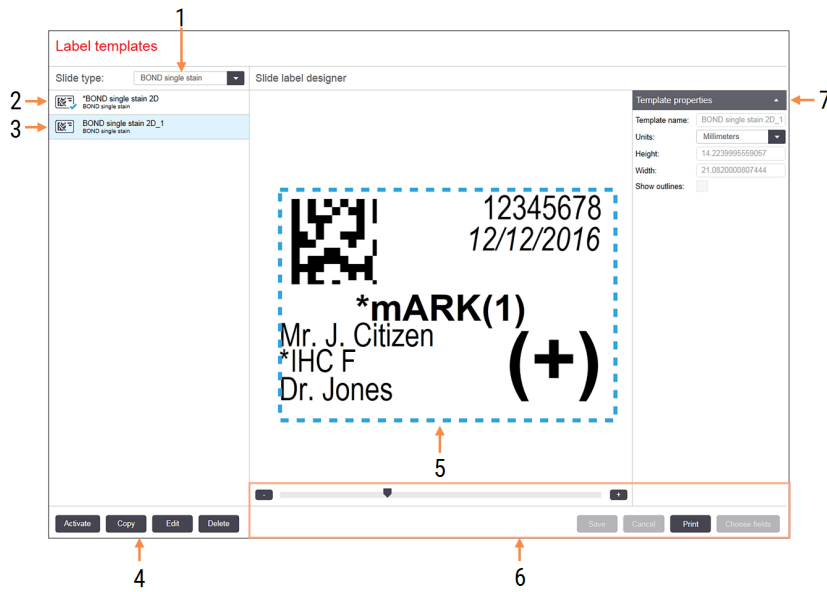 1
Label templates
Slide type: BOND single stain
Slide label designer
2
*BOND single stain 2D
BOND single stain
3
BOND single stain 2D_1
BOND single stain
Template properties
7
Template name: BOND single stain 2D_1
Units: Millimeters
Height: 14.2239995559057
Width: 21.0820000807444
Show outlines:
12345678
12/12/2016
*mARK(1)
Mr. J. Citizen
*IHC F
(+)
Dr. Jones
5
- +
Activate Copy Edit Delete
Save Cancel Print Choose fields
4
6